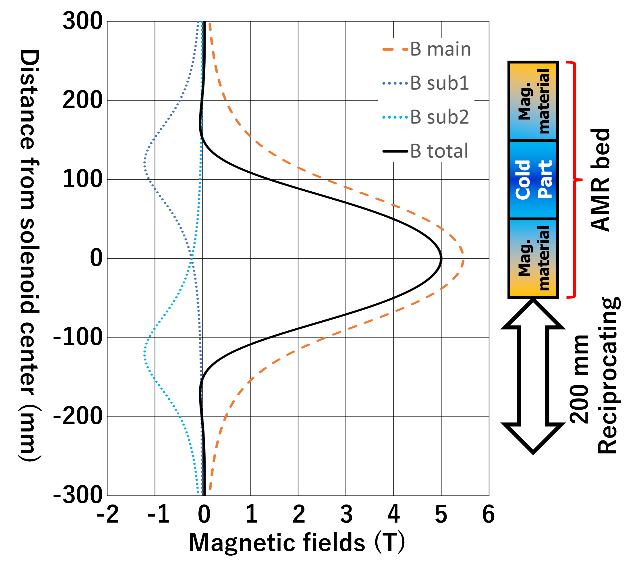 Distance from solenoid center (mm)
300
200
100
0
-100
-200
-300
-2
-1
0
1
2
3
4
5
6
Magnetic fields (T)
B main
B sub1
B sub2
B total
Mag.
material
Cold
Part
Mag.
material
AMR bed
200 mm
Reciprocating